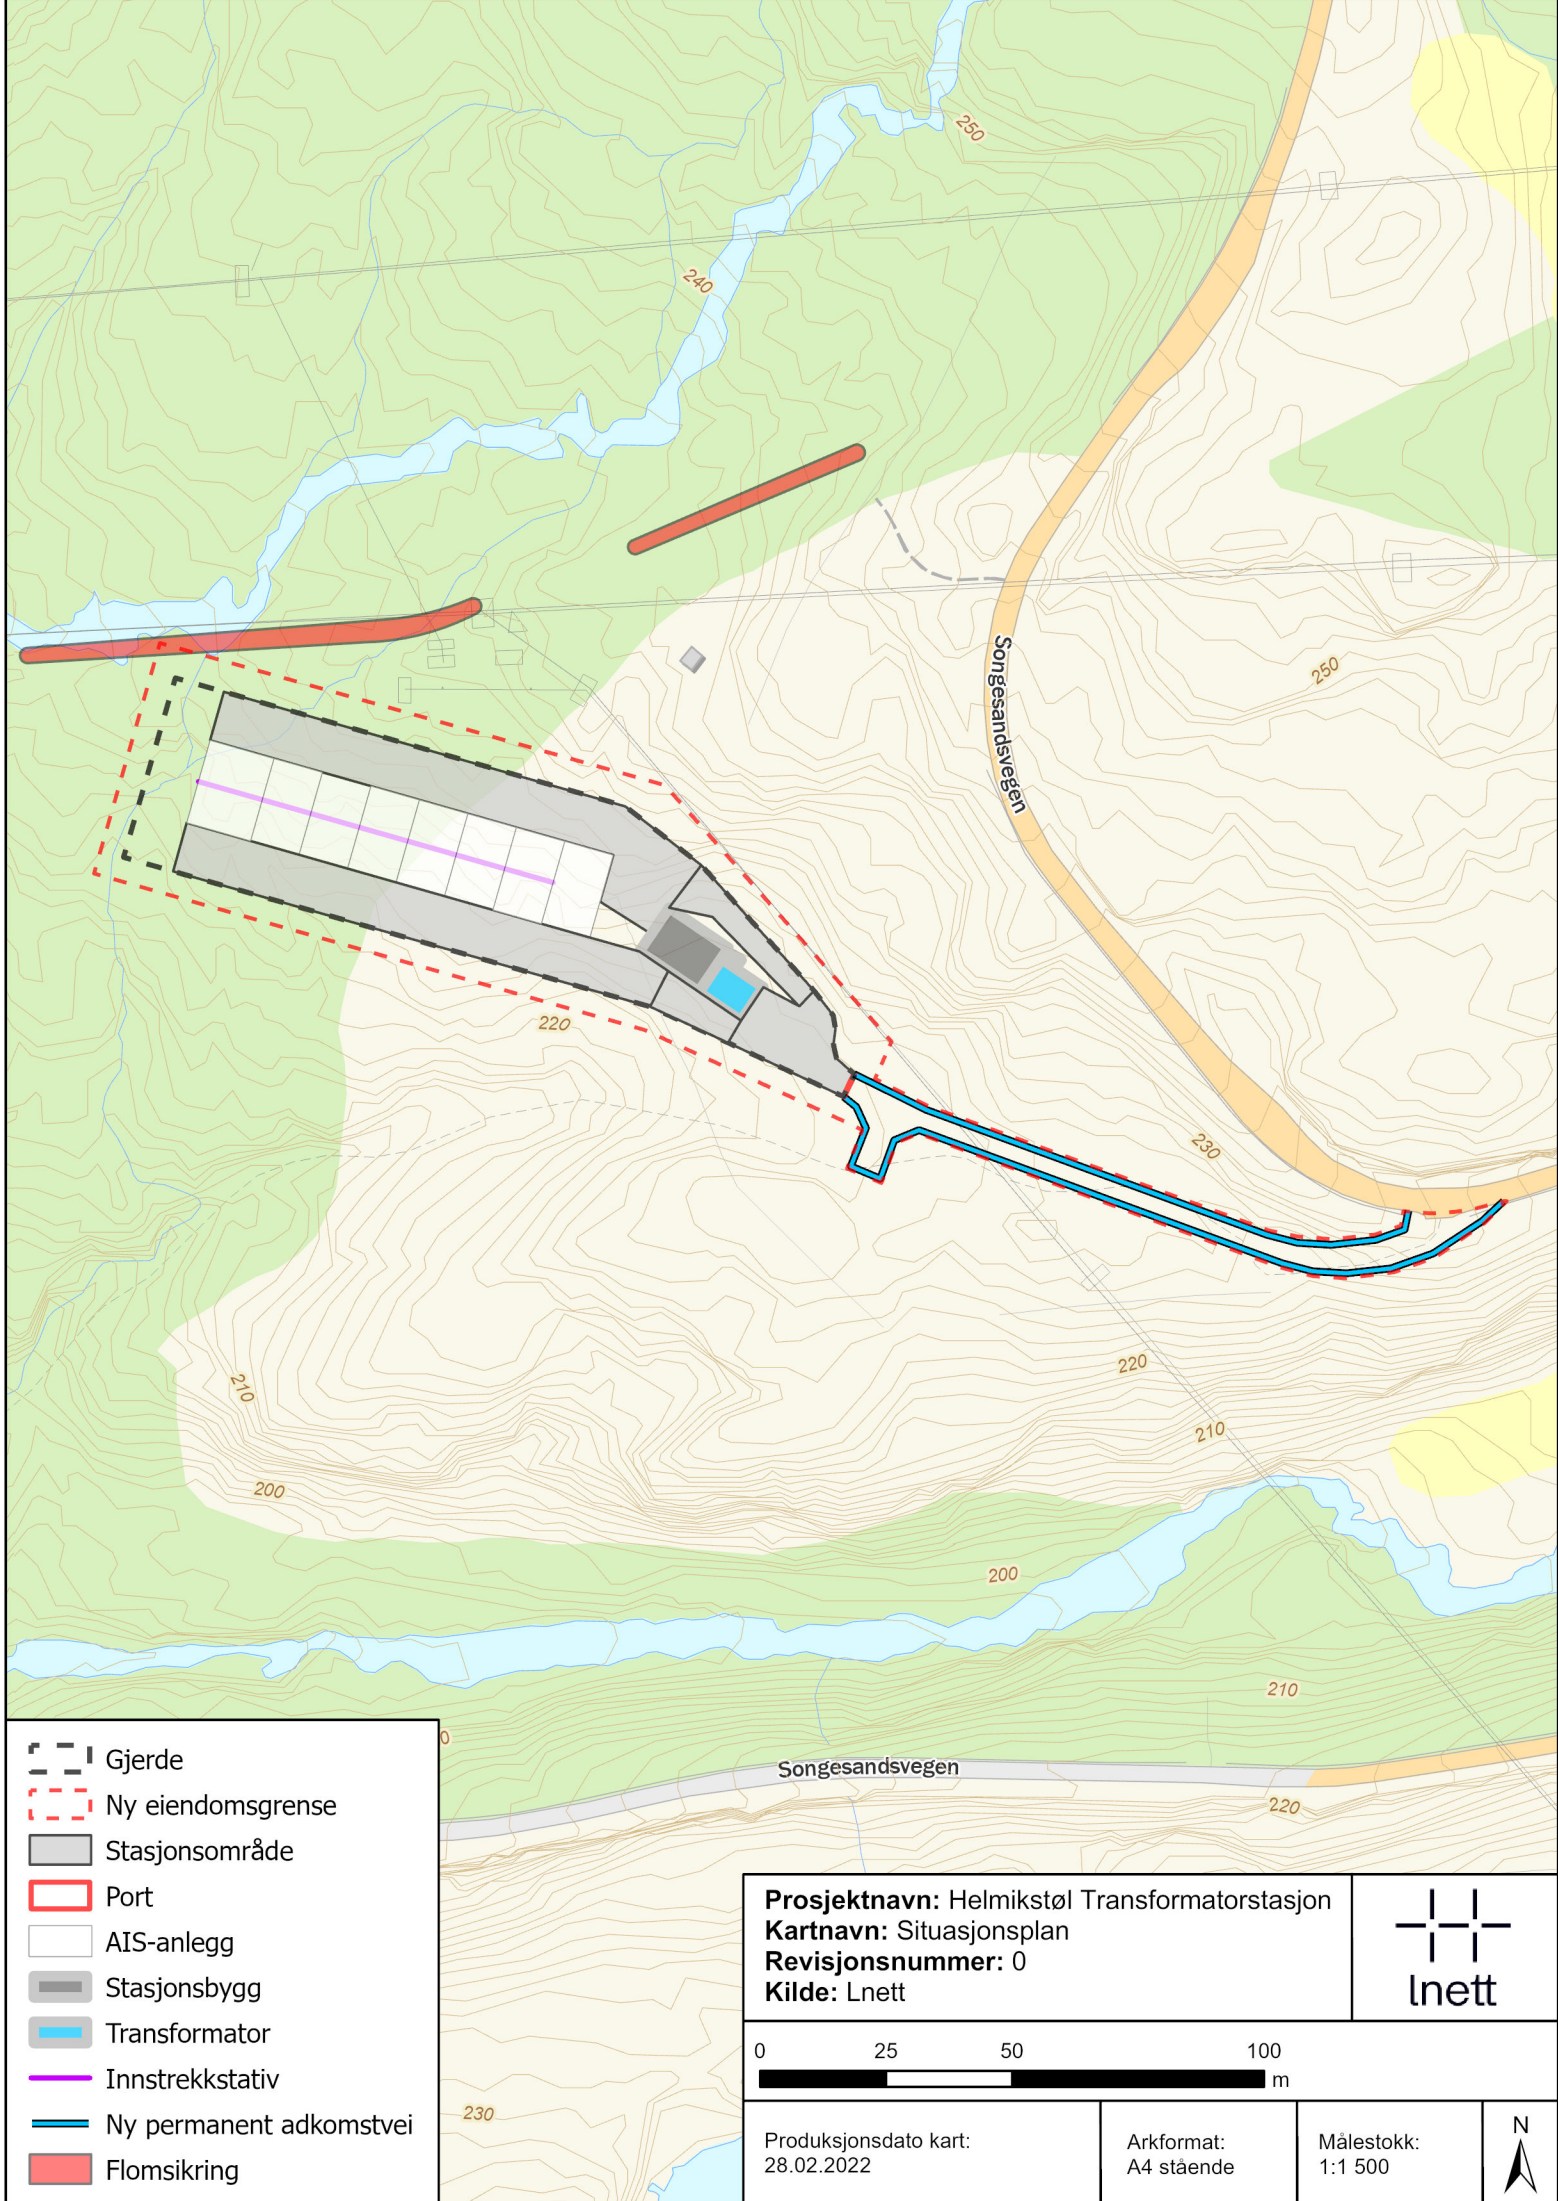 250
240
Songesandsvegen
250
220
230
220
210
210
200
200
210
0
Songesandsvegen
220
230
Gjerde
Ny eiendomsgrense
Stasjonsområde
Port
AIS-anlegg
Stasjonsbygg
Transformator
Innstrekkstativ
Ny permanent adkomstvei
Flomsikring
Prosjektnavn: Helmikstøl Transformatorstasjon
Kartnavn: Situasjonsplan
Revisjonsnummer: 0
Kilde: Lnett
lnett
0 25 50 100
m
Produksjonsdato kart:
28.02.2022
Arkformat:
A4 stående
Målestokk:
1:1 500
N